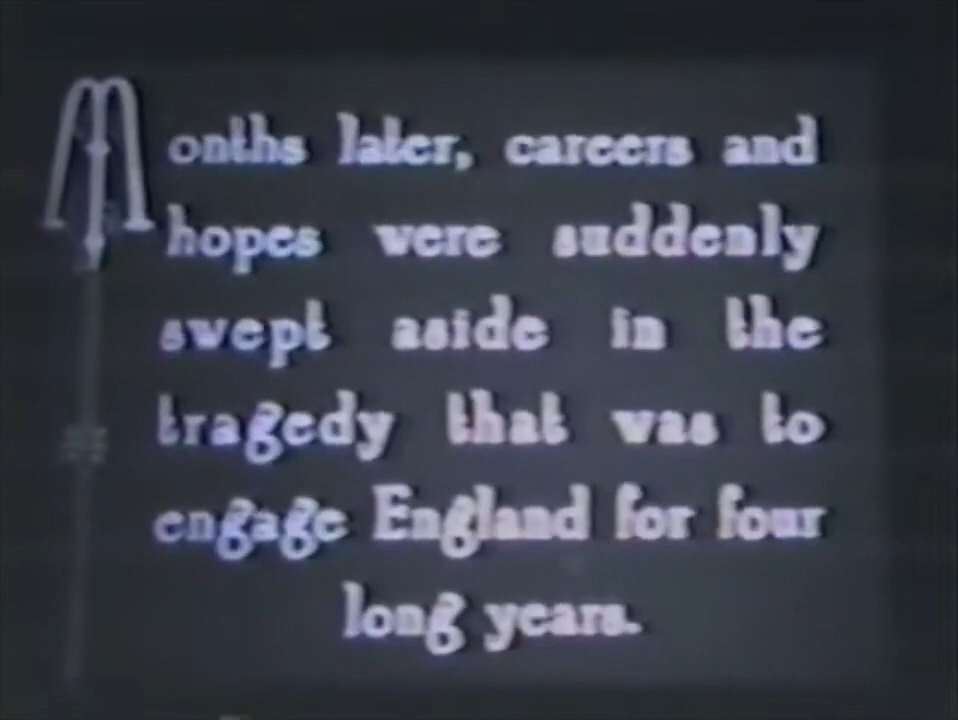 Months later, careers and
hopes were suddenly
swept aside in the
tragedy that was to
engage England for four
long years.